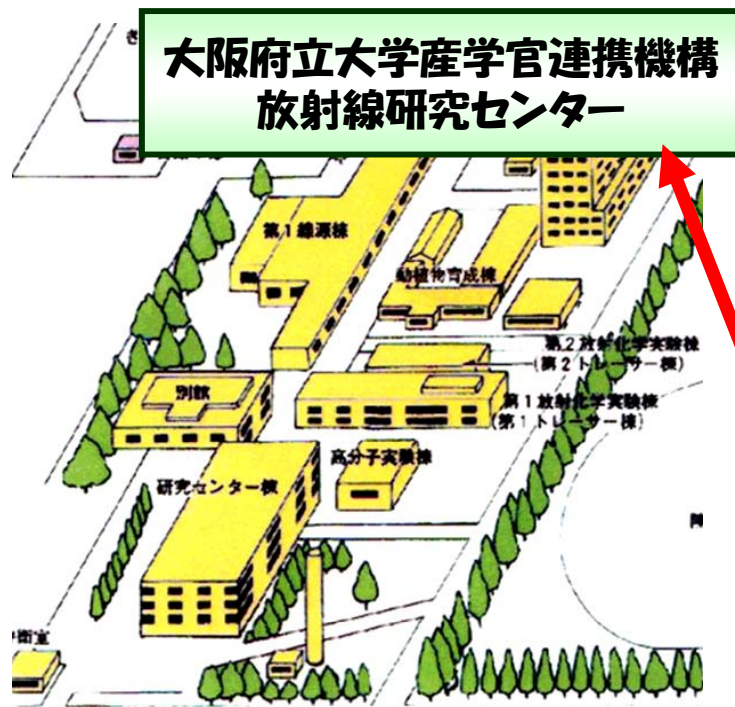 大阪府立大学産学官連携機構
放射線研究センター
き
第1線源棟
動植物育成棟
第2放射化学実験棟
(第2トレーサー棟)
別館
第1放射化学実験棟
(第1トレーサー棟)
高分子実験棟
研究センター棟
衛室